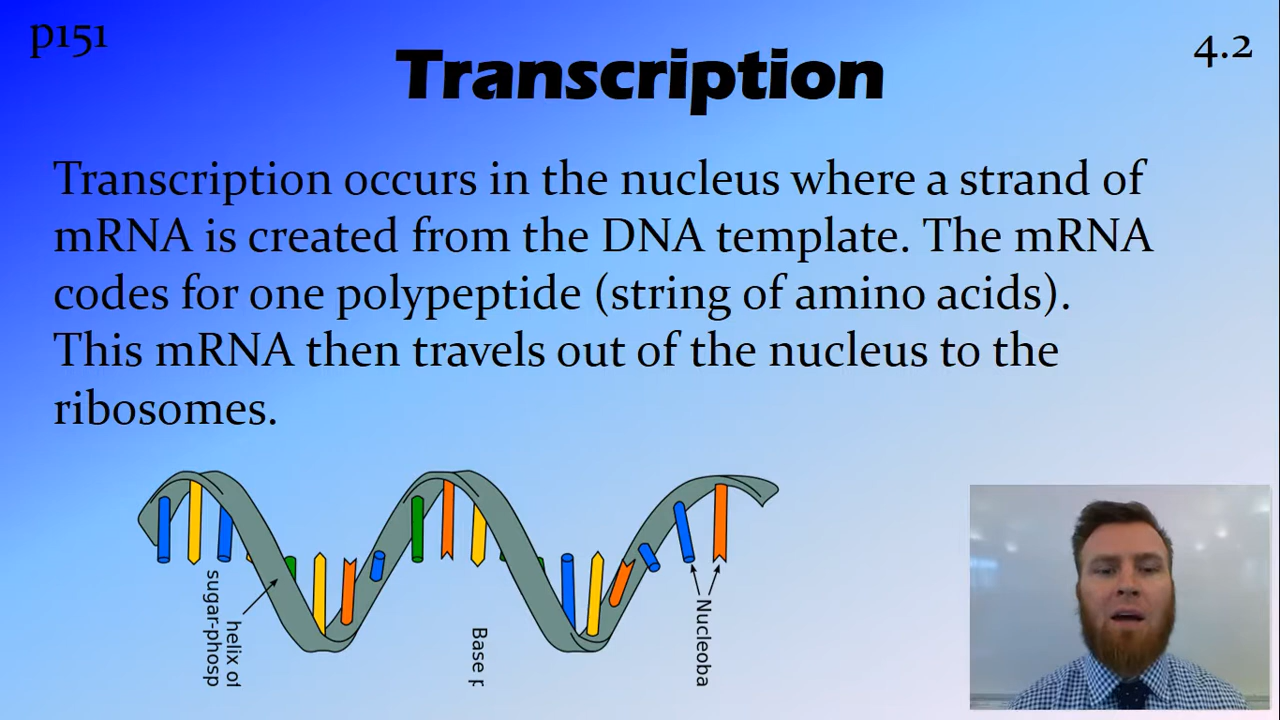 p151
4.2
Transcription
Transcription occurs in the nucleus where a strand of
mRNA is created from the DNA template. The mRNA
codes for one polypeptide (string of amino acids).
This mRNA then travels out of the nucleus to the
ribosomes.
helix of
sugar-phosp
Base p
Nucleoba